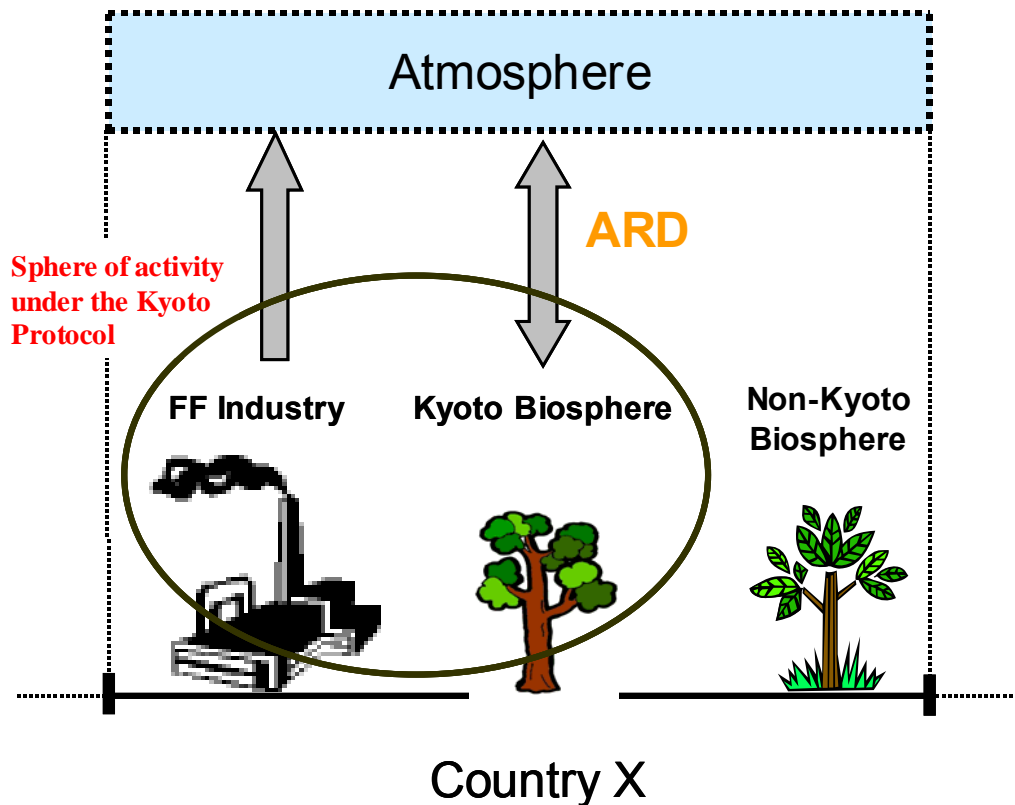 Atmosphere
ARD
Sphere of activity
under the Kyoto
Protocol
FF Industry
Kyoto Biosphere
Non-Kyoto
Biosphere
Country X